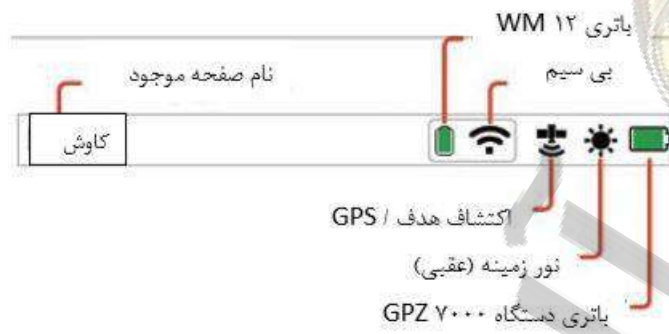 باتری WM ۱۲
بی سیم
نام صفحه موجود
کاوش
اکتشاف هدف / GPS
نور زمینه (عقبی)
باتری دستگاه GPZ ۷۰۰۰